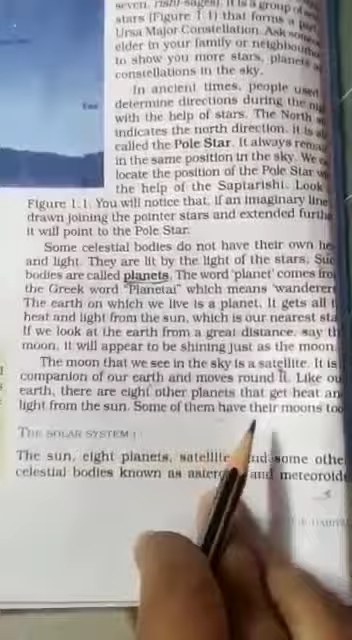 seven, rishi-sages). It is a group of
stars (Figure 1.1) that forms a
Ursa Major Constellation. Ask
elder in your family or
to show you more stars, planets
constellations in the sky.
In ancient times, people used
determine directions during the
with the help of stars. The North
indicates the north direction. It is
called the Pole Star. It always
in the same position in the sky. We
locate the position of the Pole Star
the help of the Saptarishi. Look
Figure 1.1. You will notice that, if an imaginary line
drawn joining the pointer stars and extended
it will point to the Pole Star.
Some celestial bodies do not have their own
and light. They are lit by the light of the stars.
bodies are called planets. The word 'planet' comes
the Greek word "Planetai" which means 'wanderer
The earth on which we live is a planet. It gets all
heat and light from the sun, which is our nearest
If we look at the earth from a great distance, say
moon, it will appear to be shining just as the moon.
The moon that we see in the sky is a satellite. It is
companion of our earth and moves round it. Like
earth, there are eight other planets that get heat
light from the sun. Some of them have their moons too
THE SOLAR SYSTEM
The sun, eight planets, and some
celestial bodies known as and